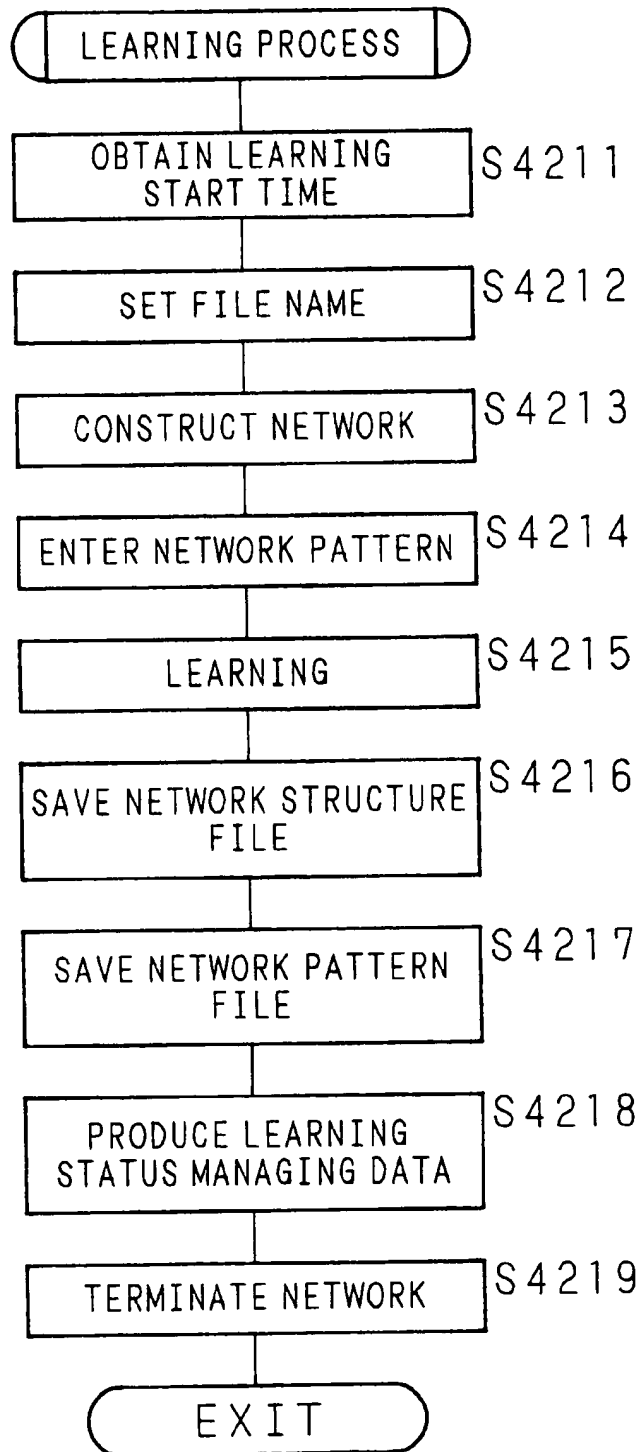 LEARNING PROCESS
OBTAIN LEARNING
START TIME
S4211
SET FILE NAME
S4212
CONSTRUCT NETWORK
S4213
ENTER NETWORK PATTERN
S4214
LEARNING
S4215
SAVE NETWORK STRUCTURE
FILE
S4216
SAVE NETWORK PATTERN
FILE
S4217
PRODUCE LEARNING
STATUS MANAGING DATA
S4218
TERMINATE NETWORK
S4219
EXIT